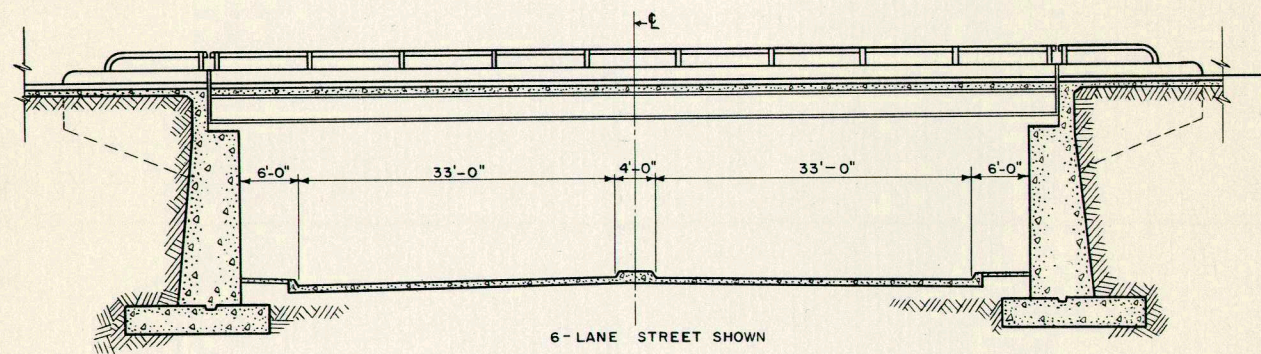 ℄
6'-0" 33'-0" 4'-0" 33'-0" 6'-0"
6-LANE STREET SHOWN